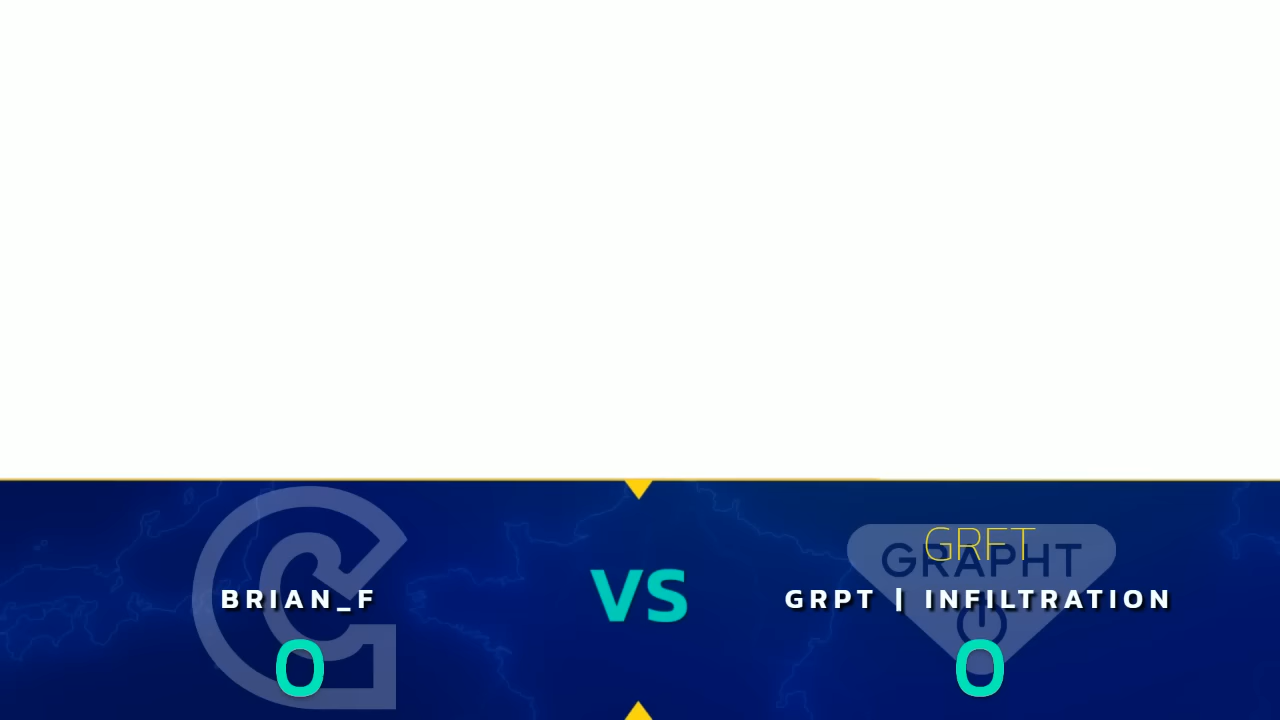 GRFT
GRAPHT
BRIAN_F
VS
GRPT | INFILTRATION
0
0